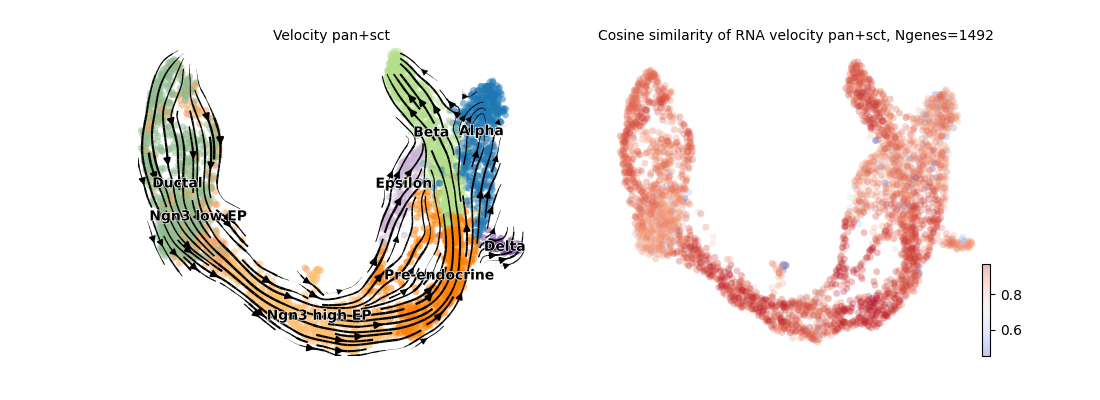 Velocity pan+sct
Cosine similarity of RNA velocity pan+sct, Ngenes=1492
Beta
Alpha
Ductal
Epsilon
Ngn3 low EP
Delta
Pre-endocrine
Ngn3 high EP
0.8
0.6